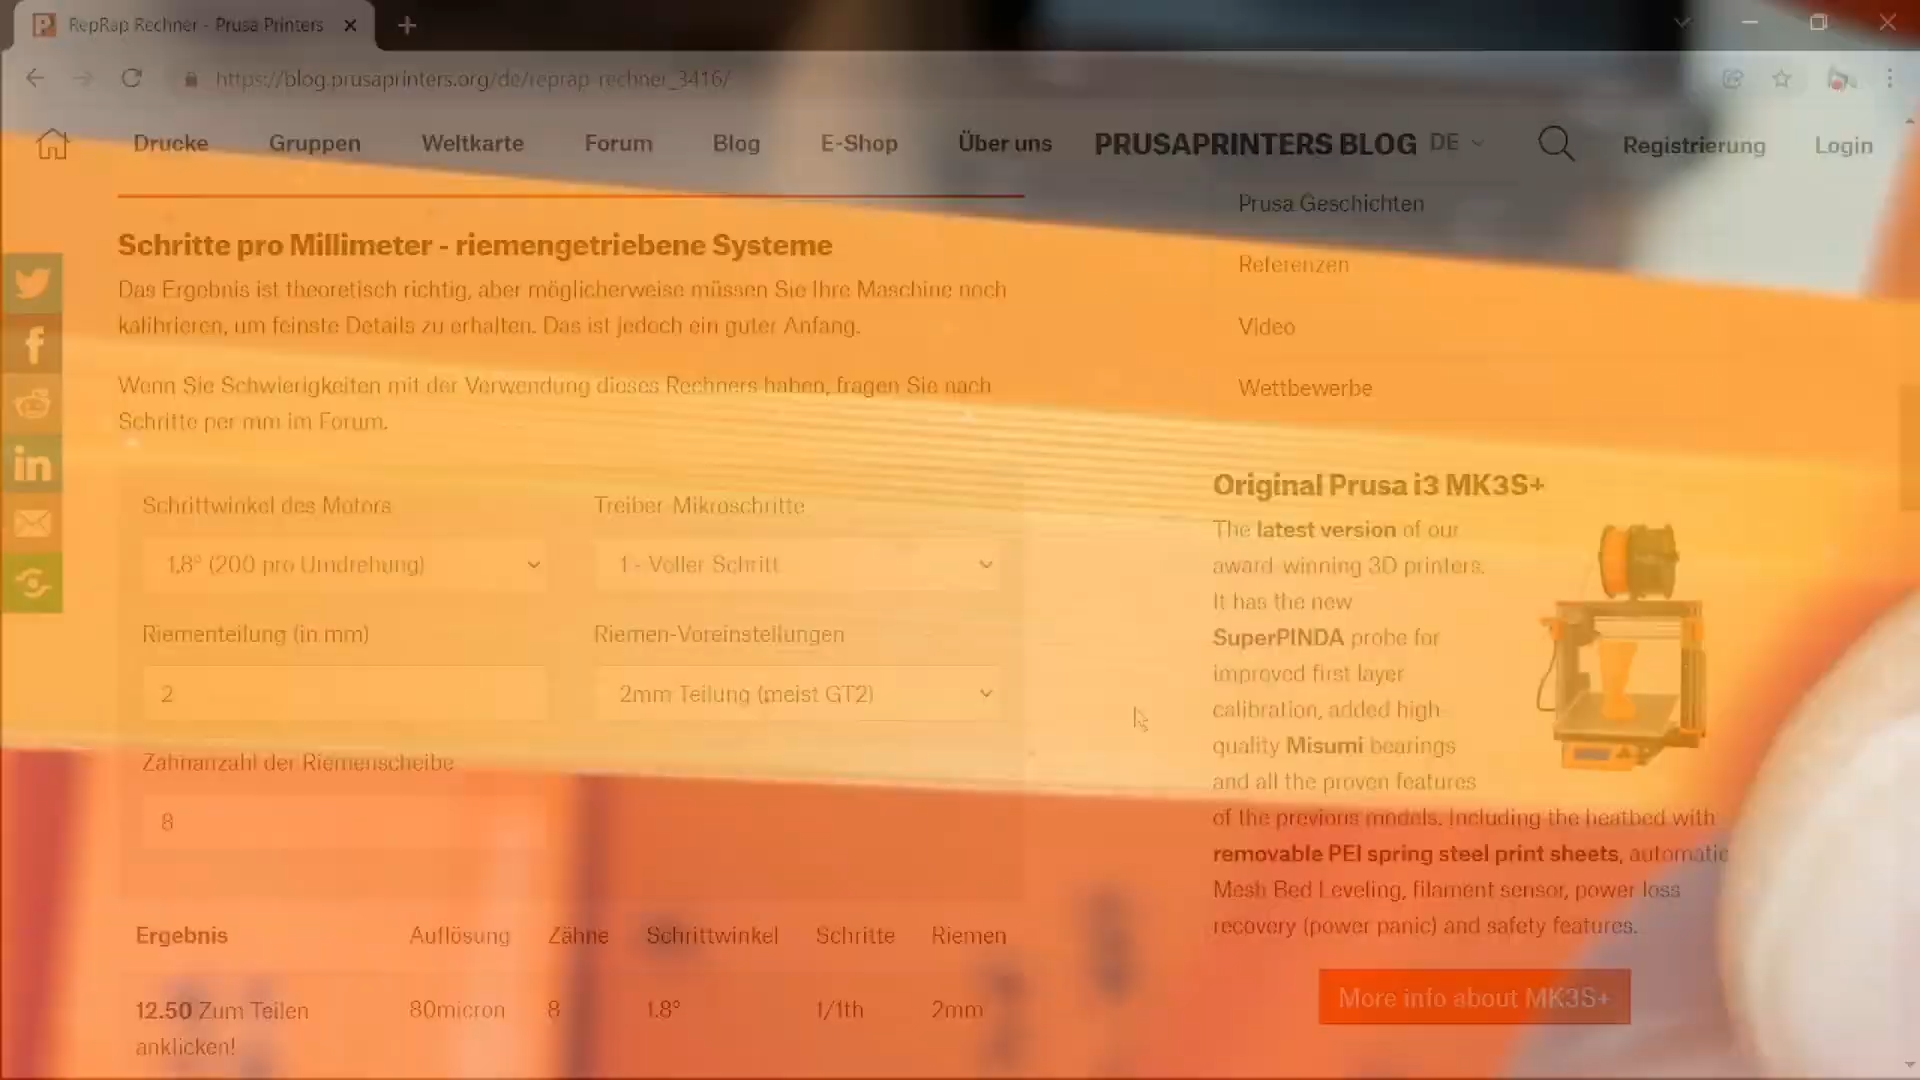 RepRap Rechner - Prusa Printers
https://blog.prusaprinters.org/de/reprap-rechner_3416/
Drucke Gruppen Weltkarte Forum Blog E-Shop Über uns PRUSAPRINTERS BLOG DE Registrierung Login
Schritte pro Millimeter - riemengetriebene Systeme
Das Ergebnis ist theoretisch richtig, aber möglicherweise müssen Sie Ihre Maschine noch
kalibrieren, um feinste Details zu erhalten. Das ist jedoch ein guter Anfang.
Wenn Sie Schwierigkeiten mit der Verwendung dieses Rechners haben, fragen Sie nach
Schritte per mm im Forum.
Schrittwinkel des Motors Treiber-Mikroschritte
1.8° (200 pro Umdrehung) 1 - Voller Schritt
Riementeilung (in mm) Riemen-Voreinstellungen
2 2mm Teilung (meist GT2)
Zahnanzahl der Riemenscheibe
8
Ergebnis Auflösung Zähne Schrittwinkel Schritte Riemen
12.50 Zum Teilen 80micron 8 1.8° 1/1th 2mm
anklicken!
Prusa Geschichten
Referenzen
Video
Wettbewerbe
Original Prusa i3 MK3S+
The latest version of our
award-winning 3D printers.
It has the new
SuperPINDA probe for
improved first layer
calibration, added high-
quality Misumi bearings
and all the proven features
of the previous models. Including the heatbed with
removable PEI spring steel print sheets, automatic
Mesh Bed Leveling, filament sensor, power loss
recovery (power panic) and safety features.
More info about MK3S+